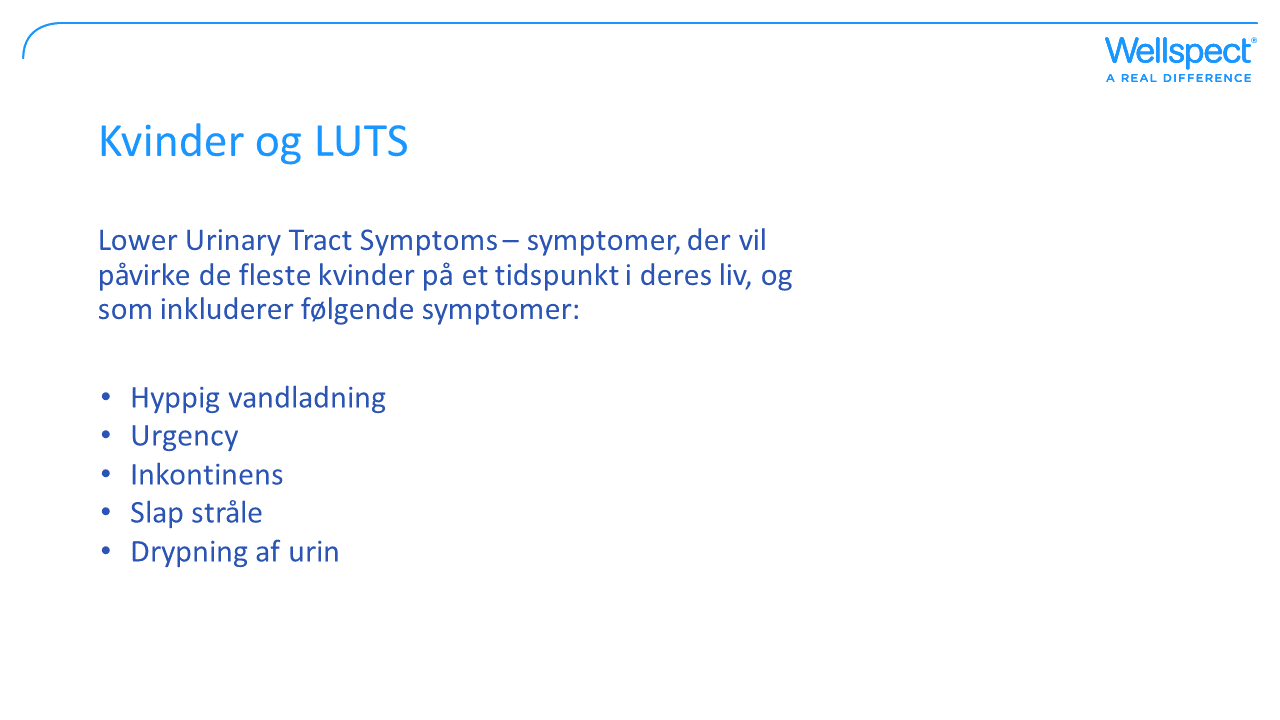 Wellspect®
A REAL DIFFERENCE
Kvinder og LUTS
Lower Urinary Tract Symptoms – symptomer, der vil
påvirke de fleste kvinder på et tidspunkt i deres liv, og
som inkluderer følgende symptomer:
• Hyppig vandladning
• Urgency
• Inkontinens
• Slap stråle
• Drypning af urin